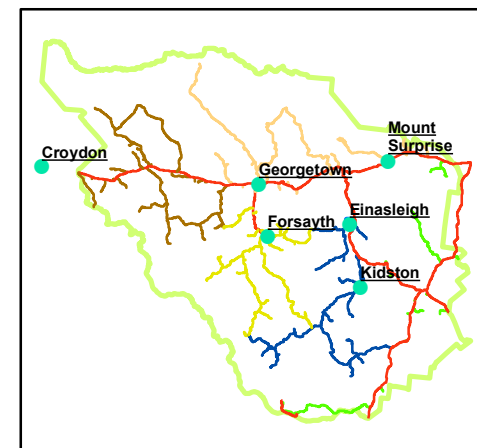 Mount
Surprise
Croydon
Georgetown
Einasleigh
Forsayth
Kidston